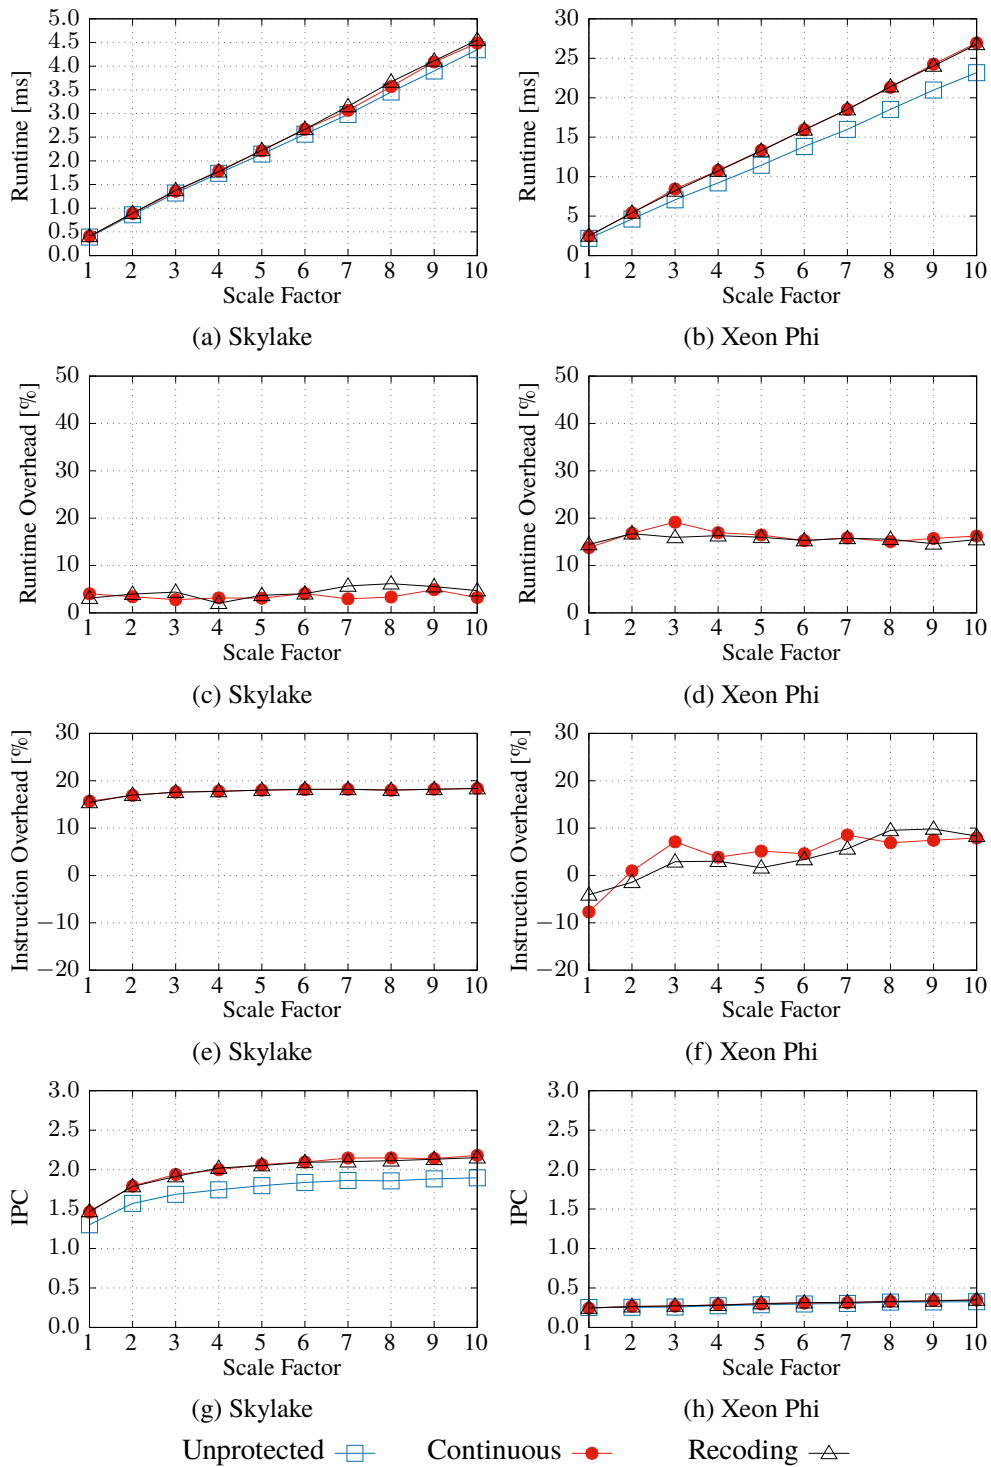 5.0
4.5
4.0
3.5
3.0
2.5
2.0
1.5
1.0
0.5
0.0
Runtime [ms]
1 2 3 4 5 6 7 8 9 10
Scale Factor
(a) Skylake
30
25
20
15
10
5
0
Runtime [ms]
1 2 3 4 5 6 7 8 9 10
Scale Factor
(b) Xeon Phi
50
40
30
20
10
0
Runtime Overhead [%]
1 2 3 4 5 6 7 8 9 10
Scale Factor
(c) Skylake
50
40
30
20
10
0
Runtime Overhead [%]
1 2 3 4 5 6 7 8 9 10
Scale Factor
(d) Xeon Phi
30
20
10
0
−10
−20
Instruction Overhead [%]
1 2 3 4 5 6 7 8 9 10
Scale Factor
(e) Skylake
30
20
10
0
−10
−20
Instruction Overhead [%]
1 2 3 4 5 6 7 8 9 10
Scale Factor
(f) Xeon Phi
3.0
2.5
2.0
1.5
1.0
0.5
0.0
IPC
1 2 3 4 5 6 7 8 9 10
Scale Factor
(g) Skylake
3.0
2.5
2.0
1.5
1.0
0.5
0.0
IPC
1 2 3 4 5 6 7 8 9 10
Scale Factor
(h) Xeon Phi
Unprotected Continuous Recoding